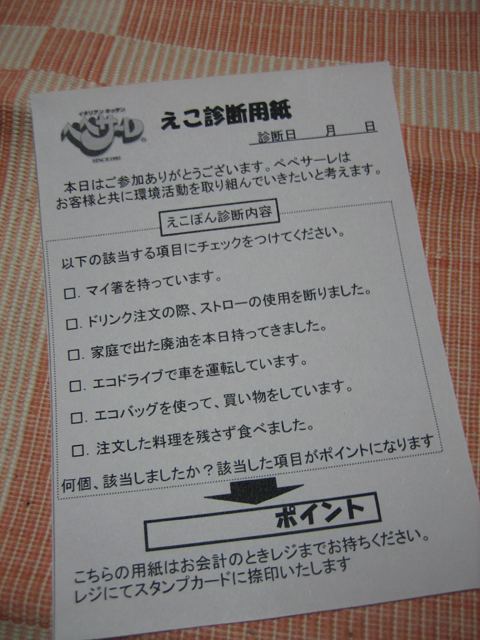 イタリアン・キッチン
ペペサーレ
SINCE1991
えこ診断用紙
診断日　　月　　日
本日はご参加ありがとうございます。ペペサーレは
お客様と共に環境活動を取り組んでいきたいと考えます。
えこぽん診断内容
以下の該当する項目にチェックをつけてください。
□．マイ箸を持っています。
□．ドリンク注文の際、ストローの使用を断りました。
□．家庭で出た廃油を本日持ってきました。
□．エコドライブで車を運転しています。
□．エコバッグを使って、買い物をしています。
□．注文した料理を残さず食べました。
何個、該当しましたか？該当した項目がポイントになります
ポイント
こちらの用紙はお会計のときレジまでお持ちください。
レジにてスタンプカードに捺印いたします